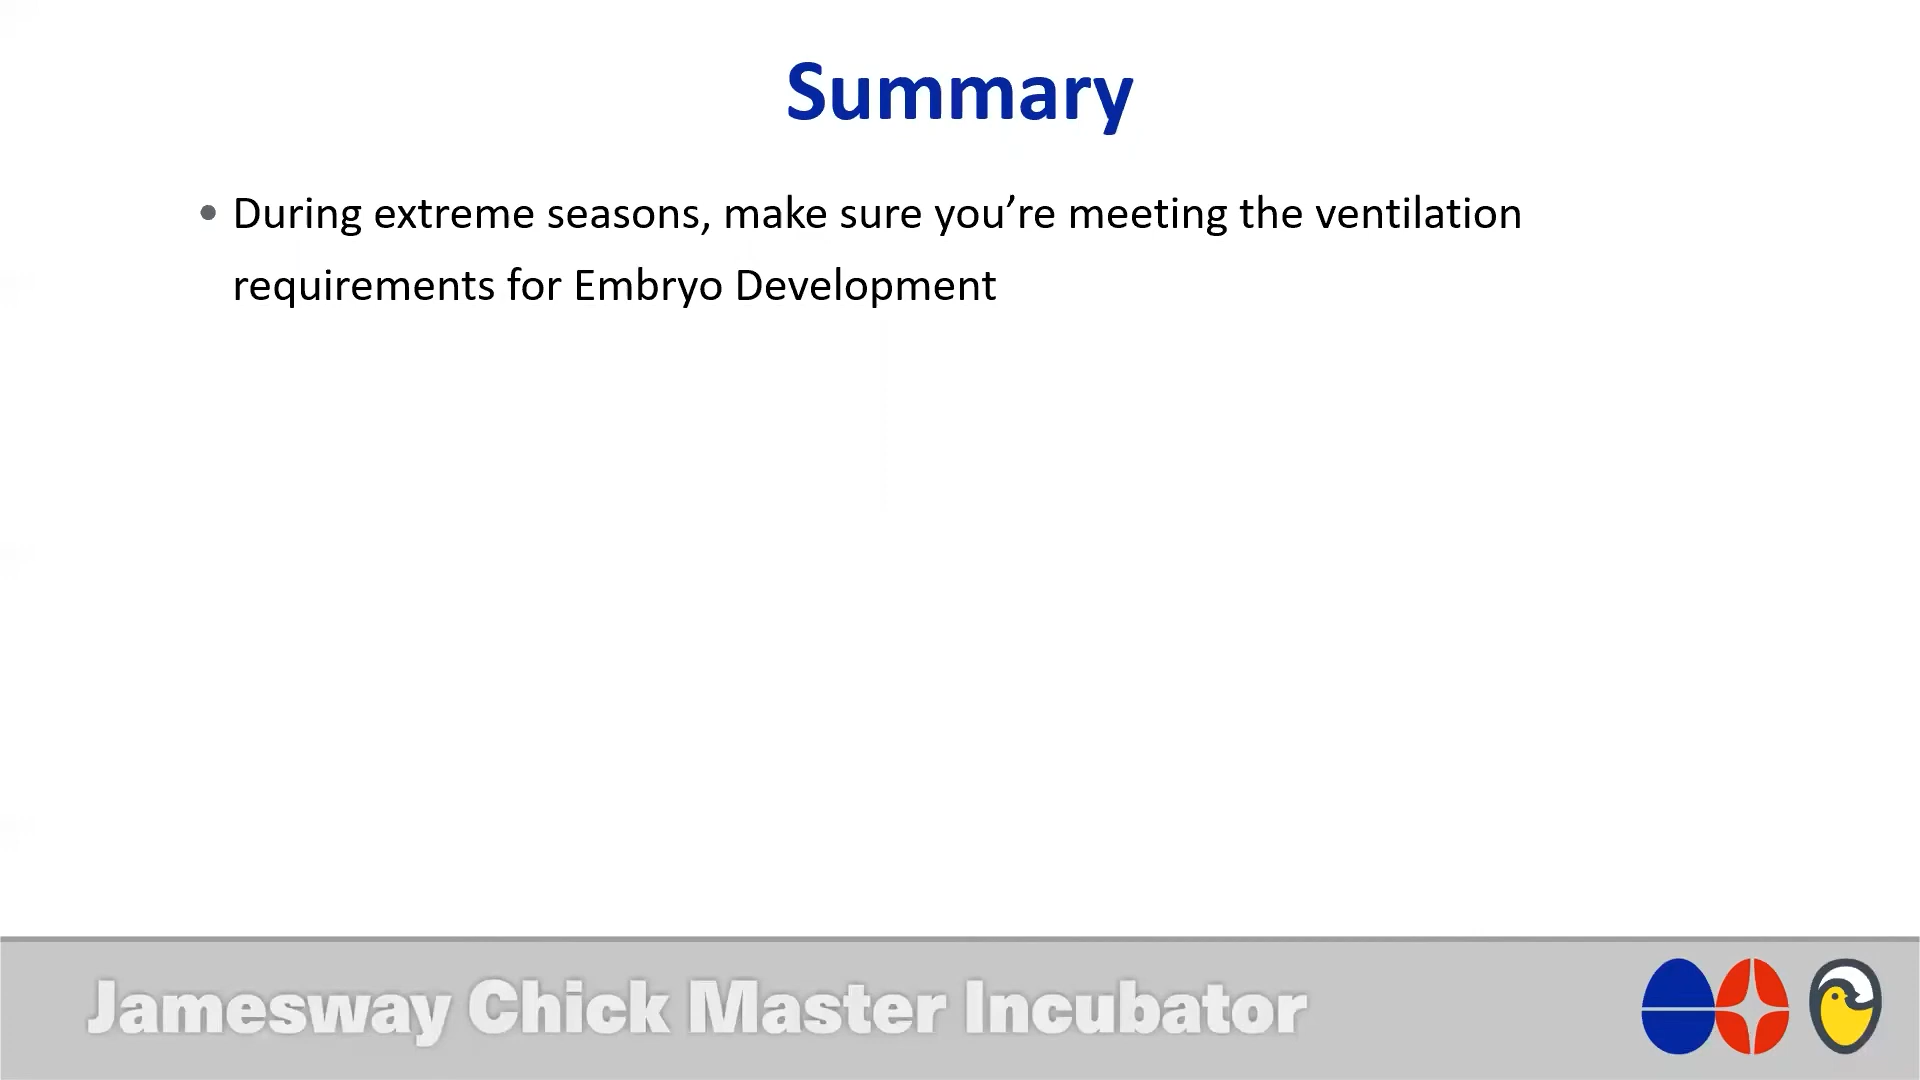 Summary
• During extreme seasons, make sure you’re meeting the ventilation
requirements for Embryo Development
Jamesway Chick Master Incubator